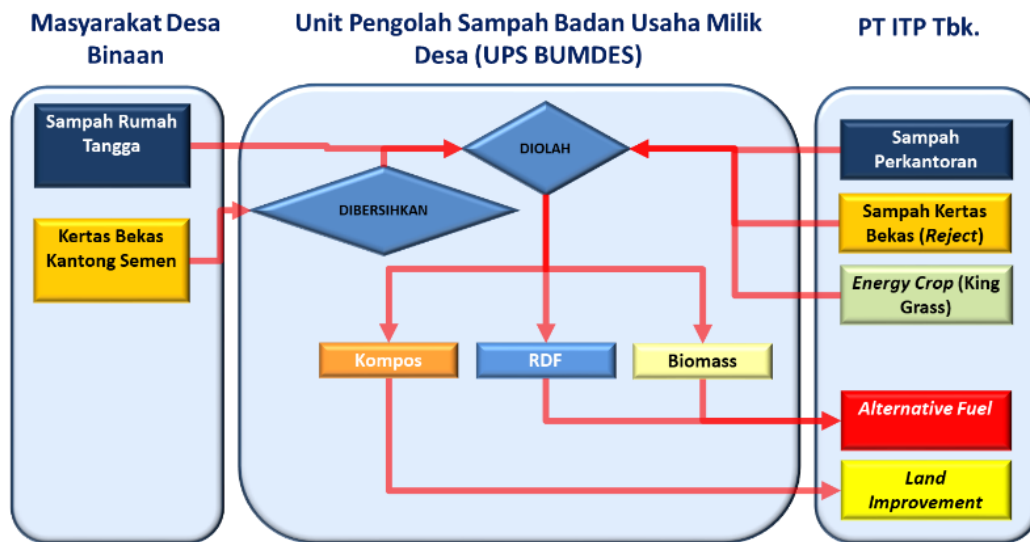 Masyarakat Desa
Binaan
Unit Pengolah Sampah Badan Usaha Milik
Desa (UPS BUMDES)
PT ITP Tbk.
Sampah Rumah
Tangga
Kertas Bekas
Kantong Semen
DIOLAH
DIBERSIHKAN
Kompos
RDF
Biomass
Sampah
Perkantoran
Sampah Kertas
Bekas (Reject)
Energy Crop (King
Grass)
Alternative Fuel
Land
Improvement